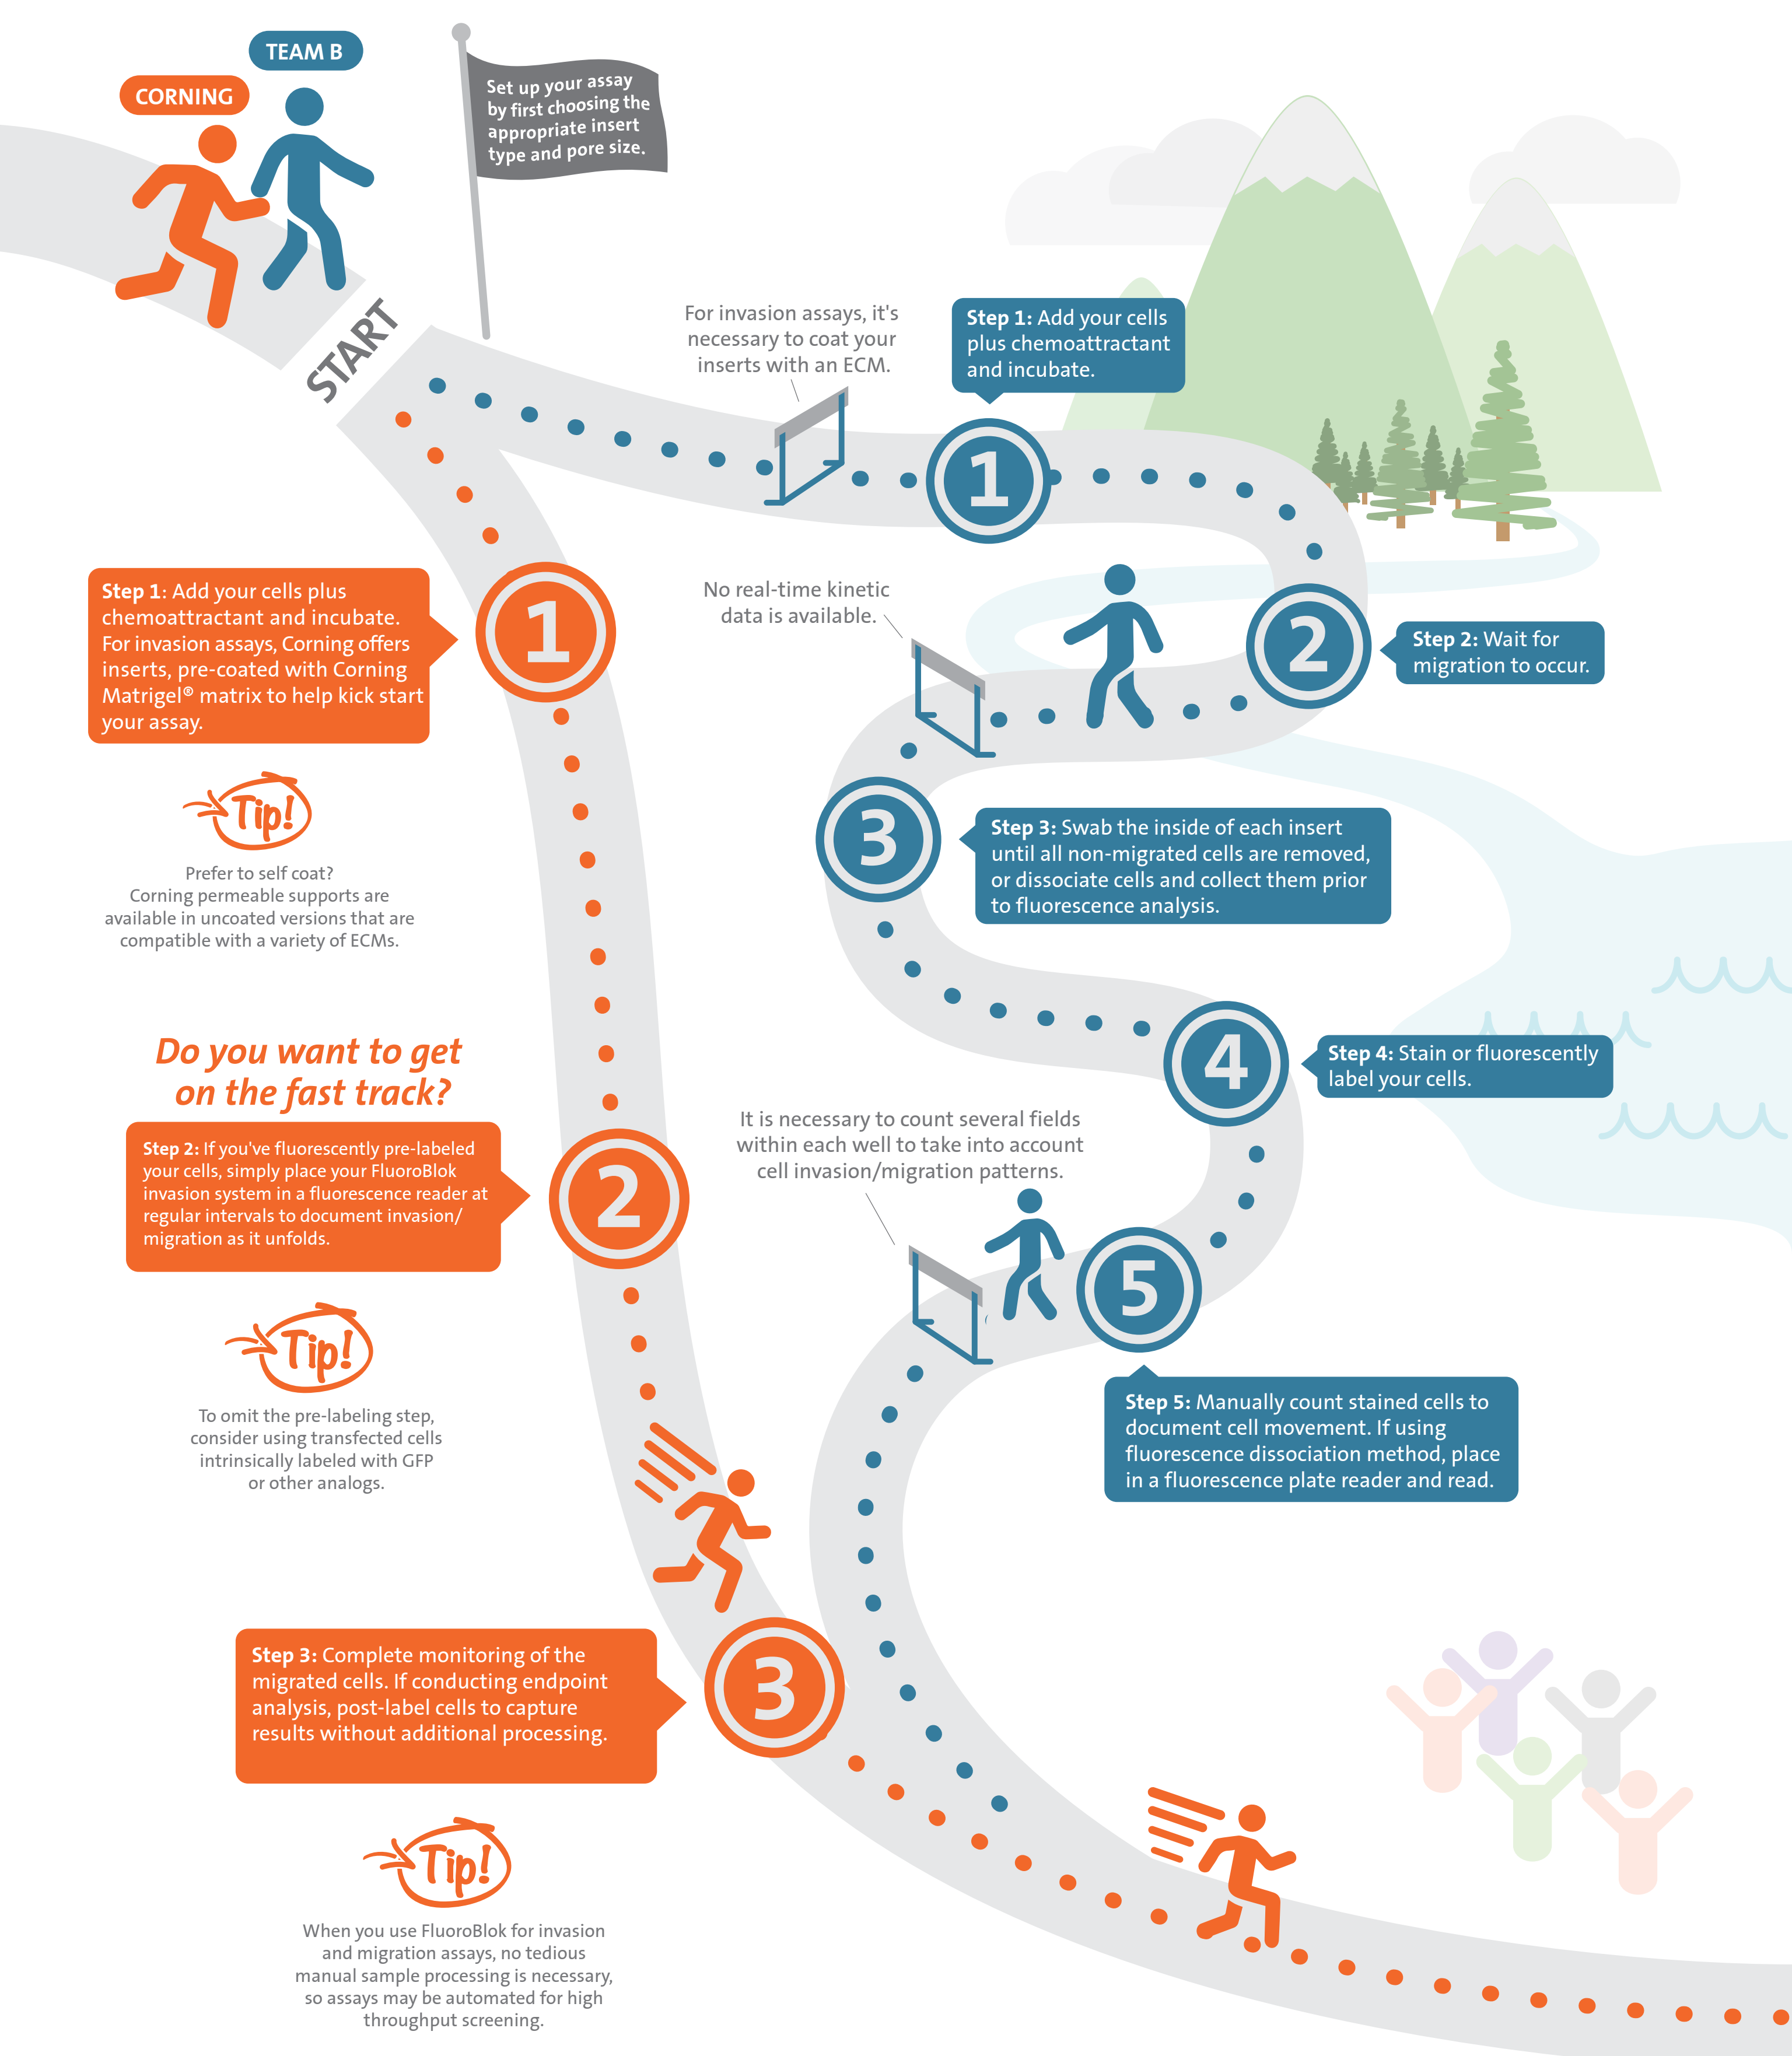 TEAM B
CORNING
Set up your assay
by first choosing the
appropriate insert
type and pore size.
START
For invasion assays, it's
necessary to coat your
inserts with an ECM.
Step 1: Add your cells
plus chemoattractant
and incubate.
1
No real-time kinetic
data is available.
2
Step 2: Wait for
migration to occur.
3
Step 3: Swab the inside of each insert
until all non-migrated cells are removed,
or dissociate cells and collect them prior
to fluorescence analysis.
4
Step 4: Stain or fluorescently
label your cells.
It is necessary to count several fields
within each well to take into account
cell invasion/migration patterns.
5
Step 5: Manually count stained cells to
document cell movement. If using
fluorescence dissociation method, place
in a fluorescence plate reader and read.
Step 1: Add your cells plus
chemoattractant and incubate.
For invasion assays, Corning offers
inserts, pre-coated with Corning
Matrigel® matrix to help kick start
your assay.
1
Tip!
Prefer to self coat?
Corning permeable supports are
available in uncoated versions that are
compatible with a variety of ECMs.
Do you want to get
on the fast track?
Step 2: If you've fluorescently pre-labeled
your cells, simply place your FluoroBlok
invasion system in a fluorescence reader at
regular intervals to document invasion/
migration as it unfolds.
2
Tip!
To omit the pre-labeling step,
consider using transfected cells
intrinsically labeled with GFP
or other analogs.
Step 3: Complete monitoring of the
migrated cells. If conducting endpoint
analysis, post-label cells to capture
results without additional processing.
3
Tip!
When you use FluoroBlok for invasion
and migration assays, no tedious
manual sample processing is necessary,
so assays may be automated for high
throughput screening.